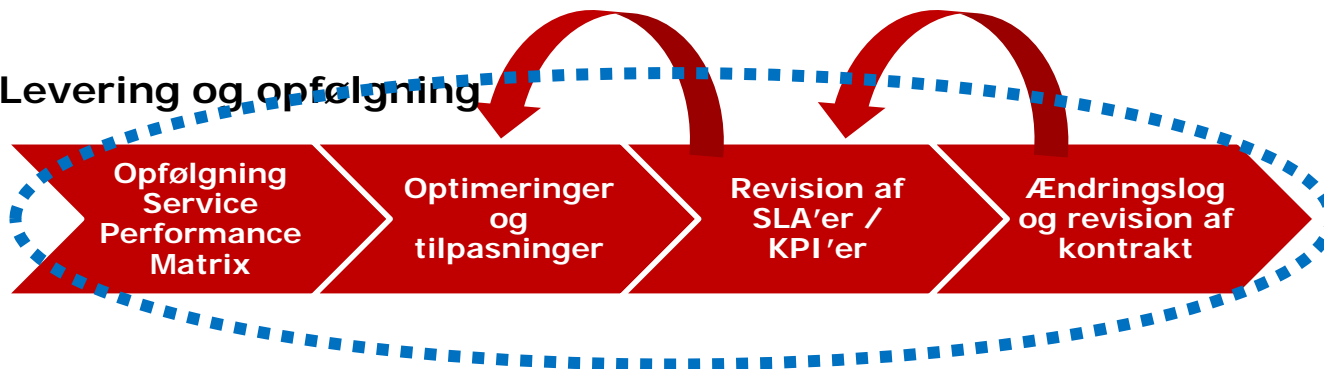 Levering og opfølgning
Opfølgning
Service
Performance
Matrix
Optimeringer
og
tilpasninger
Revision af
SLA'er /
KPI'er
Ændringslog
og revision af
kontrakt